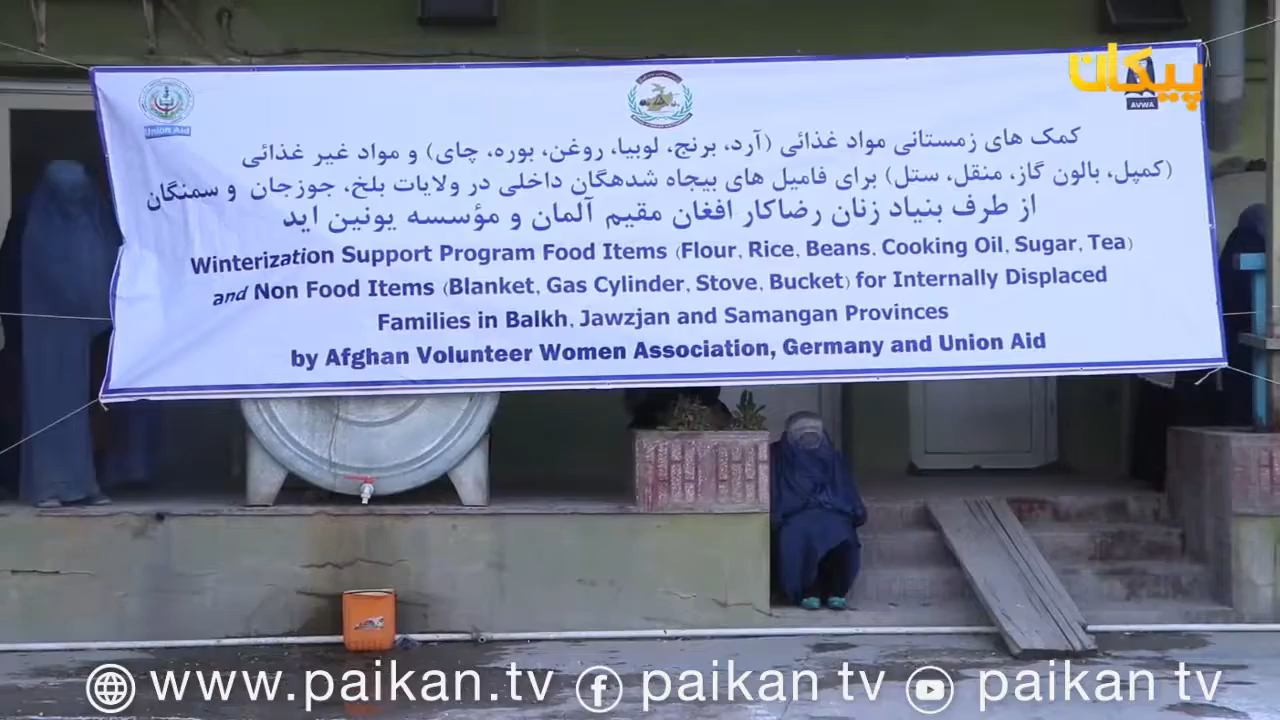 پیکان
Union Aid
AVWA
کمک های زمستانی مواد غذائی (آرد، برنج، لوبیا، روغن، بوره، چای) و مواد غیر غذائی
(کمپل، بالون گاز، منقل، ستل) برای فامیل های بیجاه شدهگان داخلی در ولایات بلخ، جوزجان و سمنگان
از طرف بنیاد زنان رضاکار افغان مقیم آلمان و مؤسسه یونین اید
Winterization Support Program Food Items (Flour, Rice, Beans, Cooking Oil, Sugar, Tea)
and Non Food Items (Blanket, Gas Cylinder, Stove, Bucket) for Internally Displaced
Families in Balkh, Jawzjan and Samangan Provinces
by Afghan Volunteer Women Association, Germany and Union Aid
www.paikan.tv paikan tv paikan tv